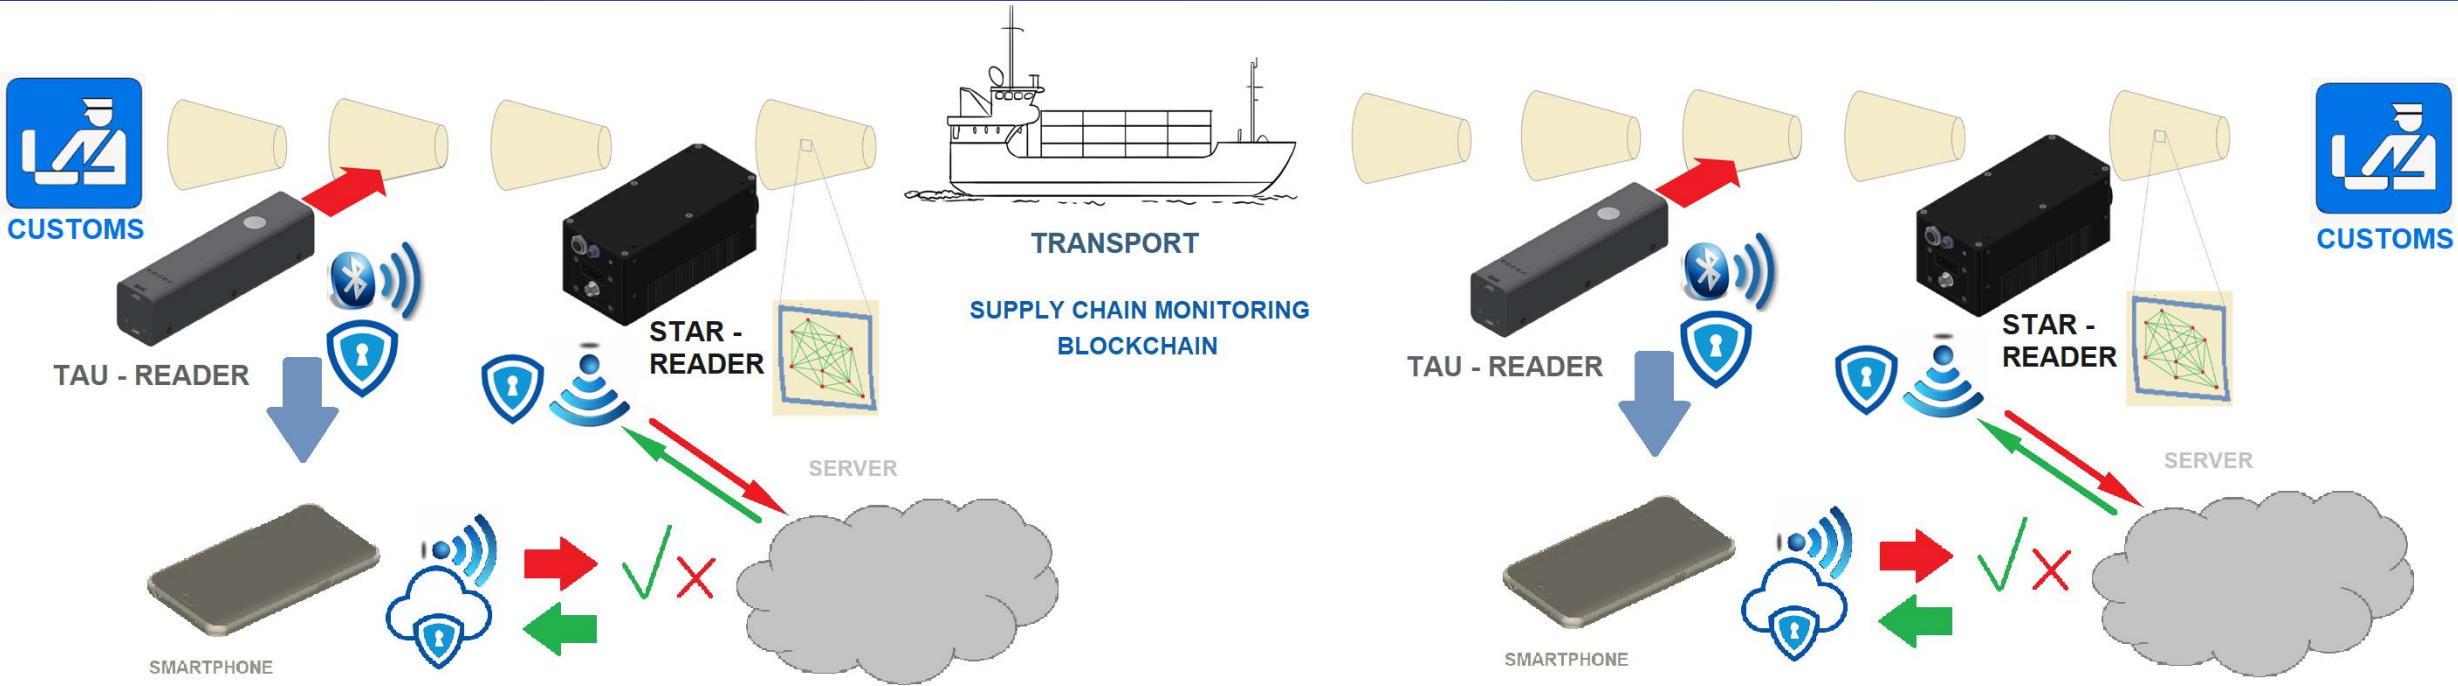 CUSTOMS
TAU - READER
STAR -
READER
TRANSPORT
SUPPLY CHAIN MONITORING
BLOCKCHAIN
SERVER
SMARTPHONE
TAU - READER
STAR -
READER
CUSTOMS
SERVER
SMARTPHONE